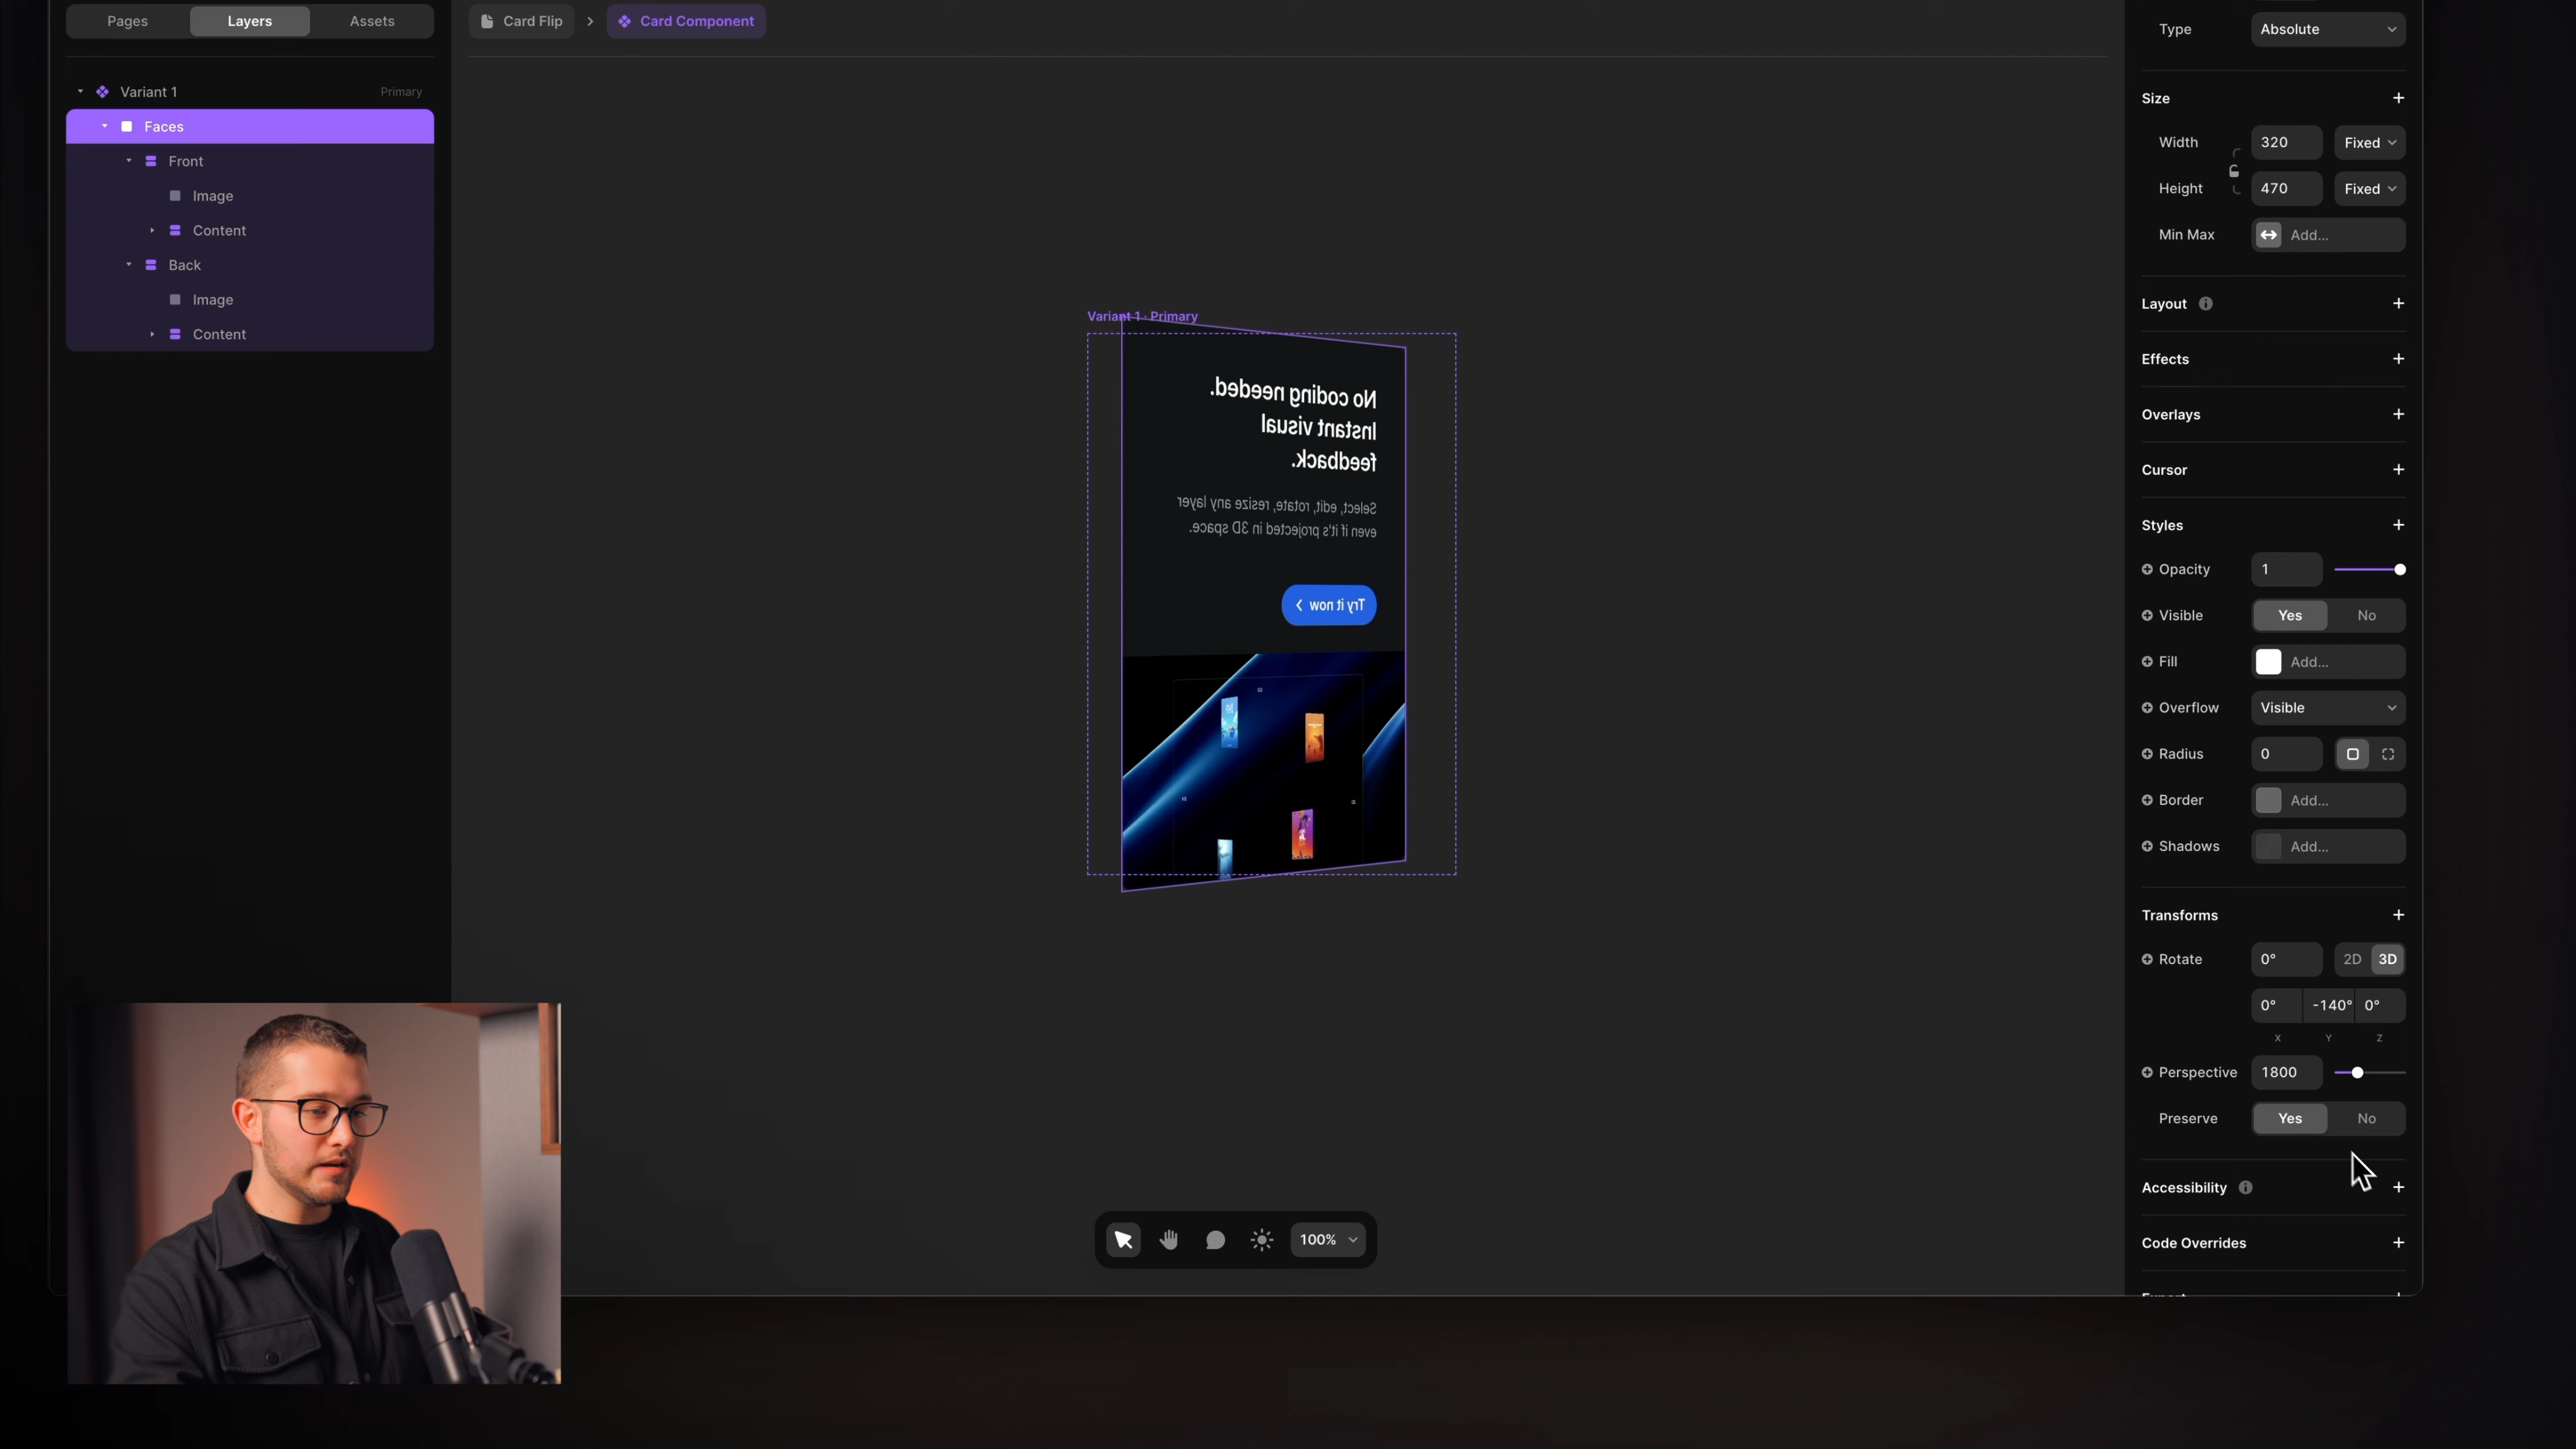 Pages
Layers
Assets
Card Flip
Card Component
Type
Absolute
Variant 1
Primary
Faces
Front
Image
Content
Back
Image
Content
Variant 1 · Primary
No coding needed.
Instant visual
feedback.
Select, edit, rotate, resize any layer
even if it's projected in 3D space.
Try it now
100%
Size
Width
320
Fixed
Height
470
Fixed
Min Max
Add...
Layout
Effects
Overlays
Cursor
Styles
Opacity
1
Visible
Yes
No
Fill
Add...
Overflow
Visible
Radius
0
Border
Add...
Shadows
Add...
Transforms
Rotate
0°
2D
3D
0°
-140°
0°
X
Y
Z
Perspective
1800
Preserve
Yes
No
Accessibility
Code Overrides